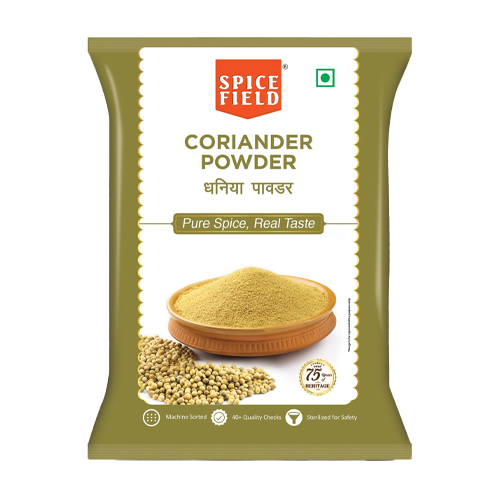 SPICE
FIELD
®
CORIANDER
POWDER
धनिया पावडर
Pure Spice, Real Taste
75 Years
HERITAGE
Machine Sorted
40+ Quality Checks
Sterilized for Safety